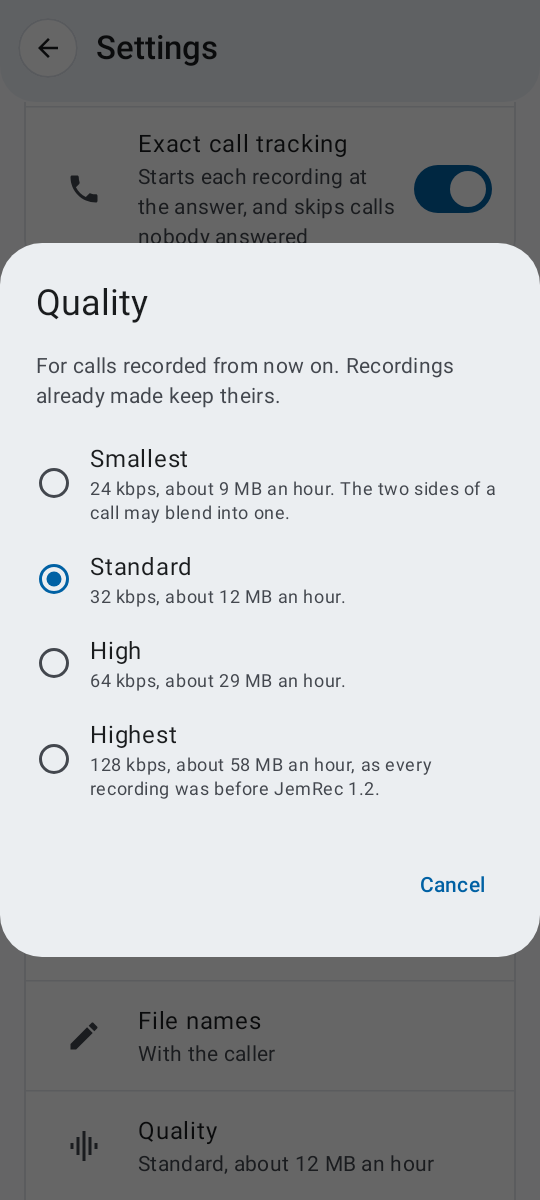 Settings
Exact call tracking
Starts each recording at
the answer, and skips calls
nobody answered
Quality
For calls recorded from now on. Recordings
already made keep theirs.
Smallest
24 kbps, about 9 MB an hour. The two sides of a
call may blend into one.
Standard
32 kbps, about 12 MB an hour.
High
64 kbps, about 29 MB an hour.
Highest
128 kbps, about 58 MB an hour, as every
recording was before JemRec 1.2.
Cancel
File names
With the caller
Quality
Standard, about 12 MB an hour